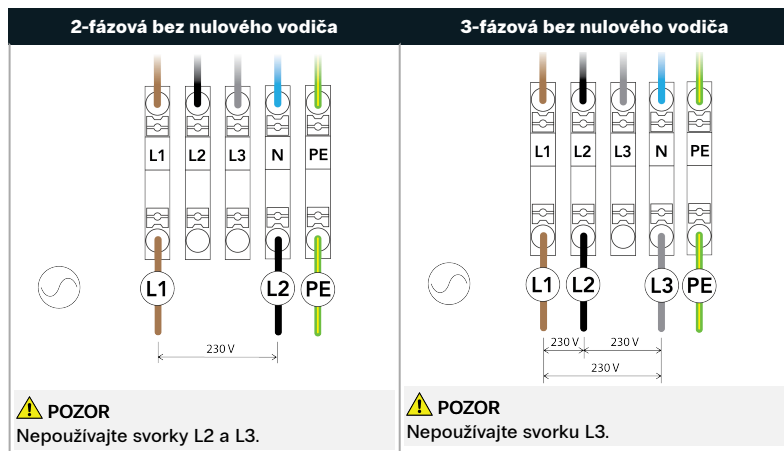 2-fázová bez nulového vodiča
L1 L2 L3 N PE
L1 L2 PE
230 V
POZOR
Nepoužívajte svorky L2 a L3.
3-fázová bez nulového vodiča
L1 L2 L3 N PE
L1 L2 L3 PE
230 V 230 V
230 V
POZOR
Nepoužívajte svorku L3.